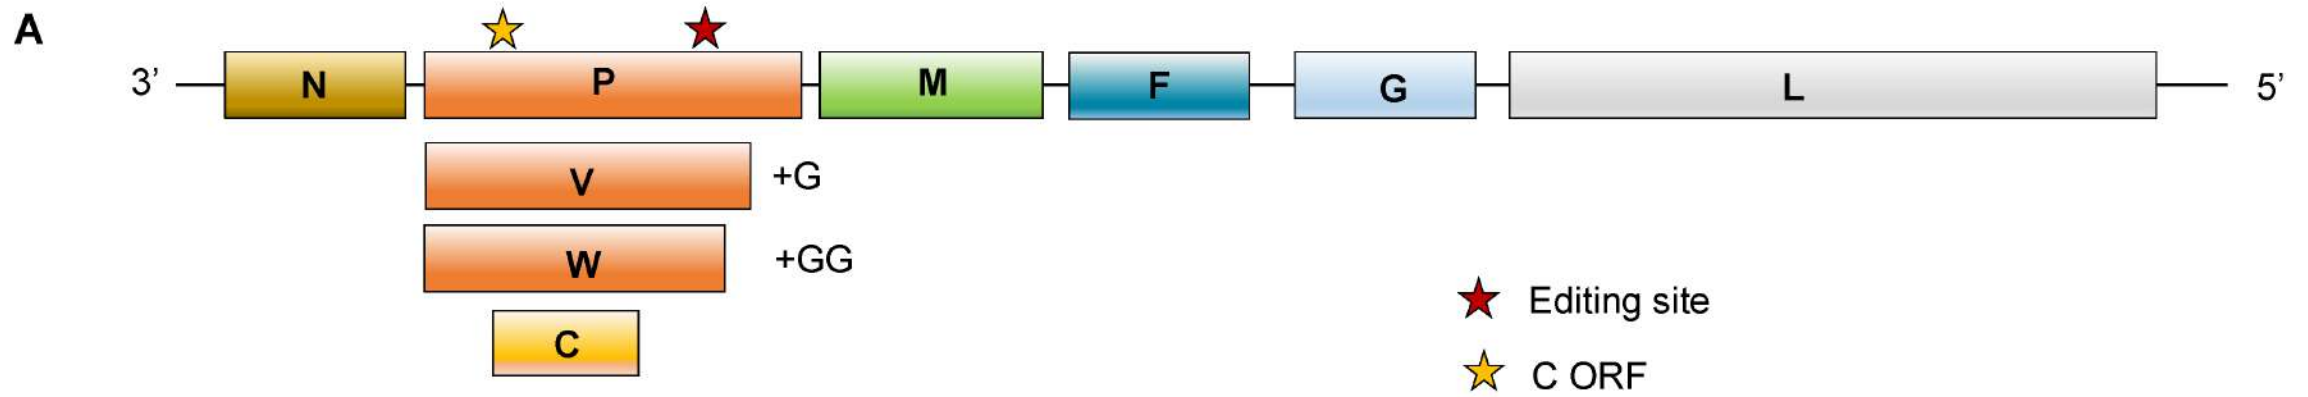 A
3’ N P M F G L 5’
V +G
W +GG
C
Editing site
C ORF